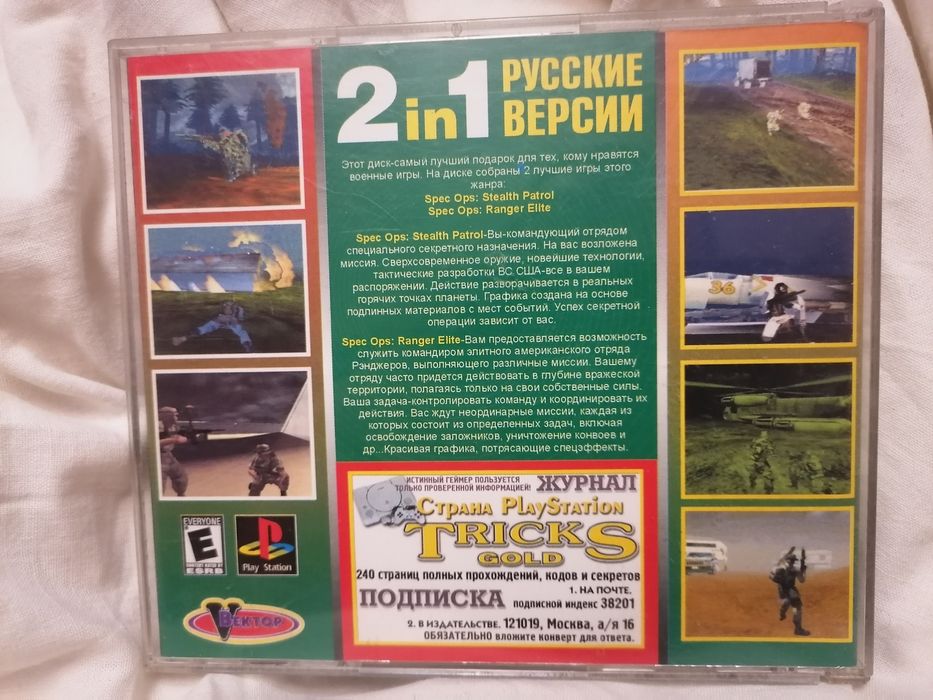 2 in 1 РУССКИЕ ВЕРСИИ
Этот диск-самый лучший подарок для тех, кому нравятся
военные игры. На диске собраны 2 лучшие игры этого
жанра:
Spec Ops: Stealth Patrol
Spec Ops: Ranger Elite
Spec Ops: Stealth Patrol-Вы-командующий отрядом
специального секретного назначения. На вас возложена
миссия. Сверхсовременное оружие, новейшие технологии,
тактические разработки ВС США-все в вашем
распоряжении. Действие разворачивается в реальных
горячих точках планеты. Графика создана на основе
подлинных материалов с мест событий. Успех секретной
операции зависит от вас.
Spec Ops: Ranger Elite-Вам предоставляется возможность
служить командиром элитного американского отряда
Рэнджеров, выполняющего различные миссии. Вашему
отряду часто придется действовать в глубине вражеской
территории, полагаясь только на свои собственные силы.
Ваша задача-контролировать команду и координировать их
действия. Вас ждут неординарные миссии, каждая из
которых состоит из определенных задач, включая
освобождение заложников, уничтожение конвоев и
др...Красивая графика, потрясающие спецэффекты.
36
ИСТИННЫЙ ГЕЙМЕР ПОЛЬЗУЕТСЯ
ТОЛЬКО ПРОВЕРЕННОЙ ИНФОРМАЦИЕЙ!
ЖУРНАЛ
Страна PlayStation
TRICKS
GOLD
240 страниц полных прохождений, кодов и секретов
ПОДПИСКА
1. НА ПОЧТЕ.
подписной индекс 38201
2. В ИЗДАТЕЛЬСТВЕ. 121019, Москва, а/я 16
ОБЯЗАТЕЛЬНО вложите конверт для ответа.
EVERYONE
E
CONTENT RATED BY
ESRB
Play Station
Вектор